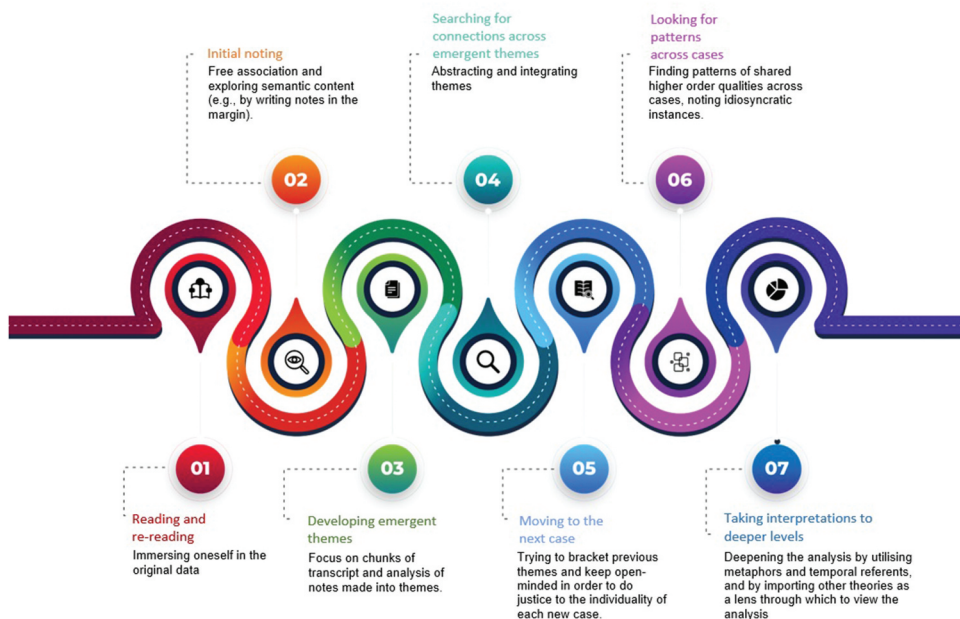 01
Reading and
re-reading
Immersing oneself in the
original data
02
Initial noting
Free association and
exploring semantic content
(e.g., by writing notes in the
margin).
03
Developing emergent
themes
Focus on chunks of
transcript and analysis of
notes made into themes.
04
Searching for
connections across
emergent themes
Abstracting and integrating
themes
05
Moving to the
next case
Trying to bracket previous
themes and keep open-
minded in order to do
justice to the individuality of
each new case.
06
Looking for
patterns
across cases
Finding patterns of shared
higher order qualities across
cases, noting idiosyncratic
instances.
07
Taking interpretations to
deeper levels
Deepening the analysis by utilising
metaphors and temporal referents,
and by importing other theories as
a lens through which to view the
analysis